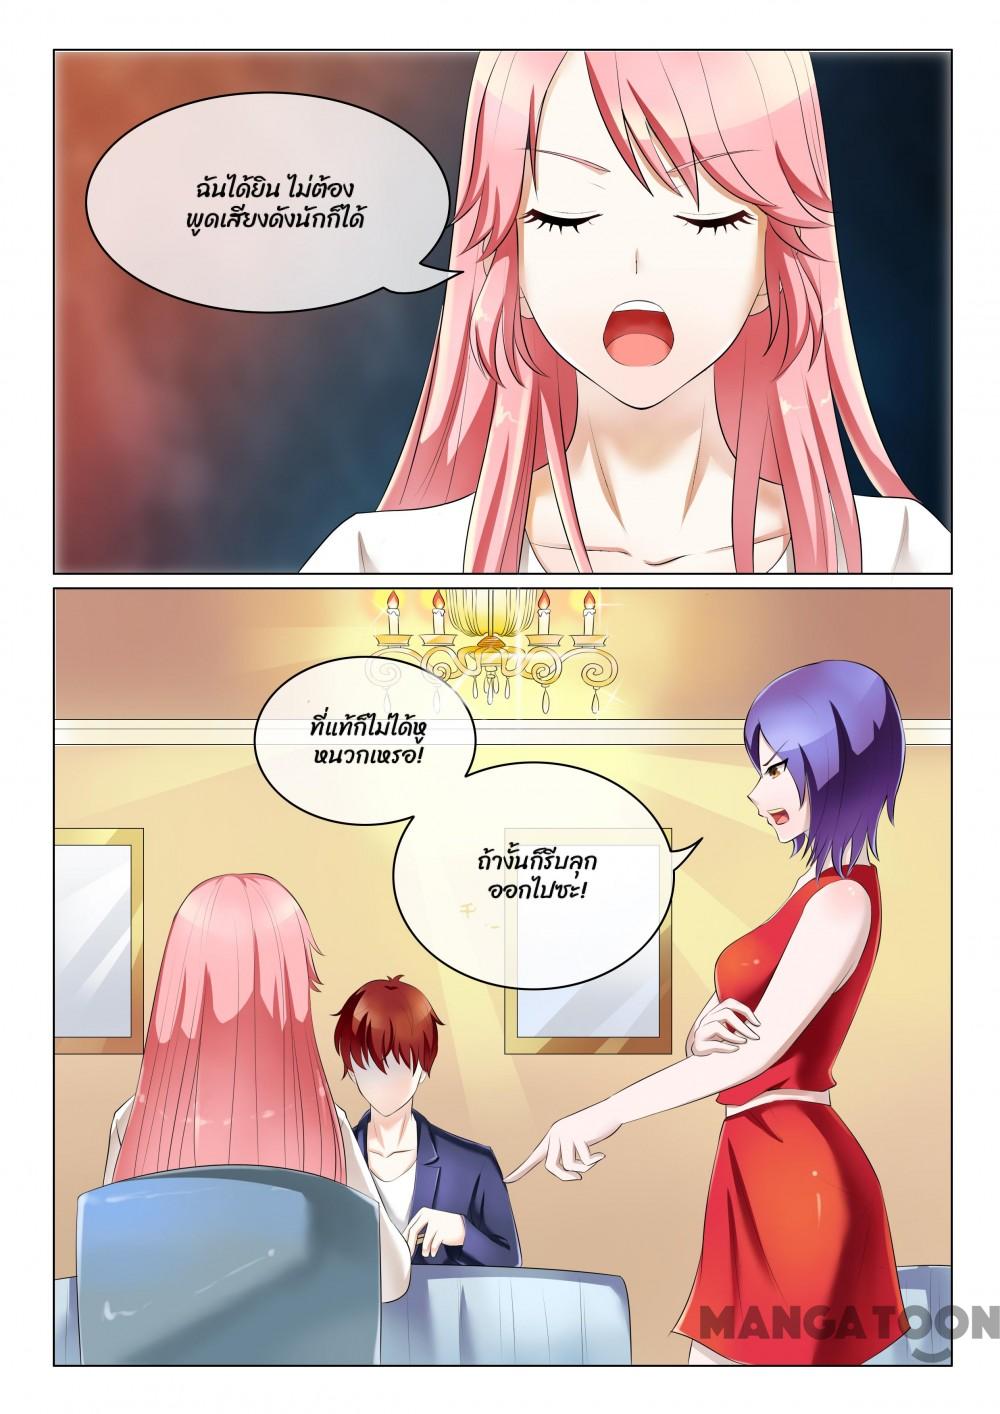 ฉันได้ยิน ไม่ต้อง
พูดเสียงดังนักก็ได้
ที่แท้ก็ไม่ได้หู
หนวกเหรอ!
ถ้างั้นก็รีบลุก
ออกไปซะ!
MANGATOON